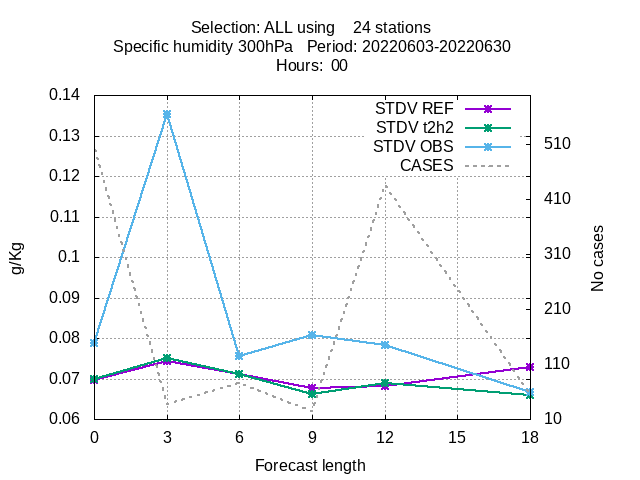 Selection: ALL using    24 stations
Specific humidity 300hPa   Period: 20220603-20220630
Hours:  00
STDV REF
STDV t2h2
STDV OBS
CASES
0.14
0.13
0.12
0.11
0.1
0.09
0.08
0.07
0.06
g/Kg
510
410
310
210
110
10
No cases
0 3 6 9 12 15 18
Forecast length